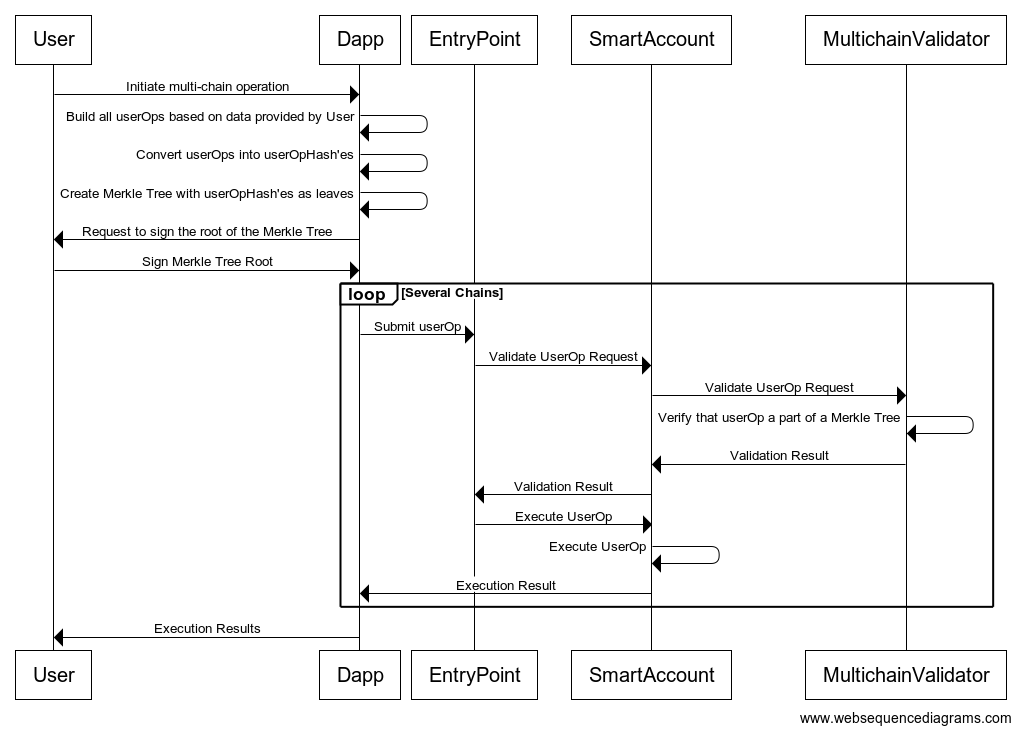 User
Dapp
EntryPoint
SmartAccount
MultichainValidator
Initiate multi-chain operation
Build all userOps based on data provided by User
Convert userOps into userOpHash'es
Create Merkle Tree with userOpHash'es as leaves
Request to sign the root of the Merkle Tree
Sign Merkle Tree Root
loop [Several Chains]
Submit userOp
Validate UserOp Request
Validate UserOp Request
Verify that userOp a part of a Merkle Tree
Validation Result
Validation Result
Execute UserOp
Execute UserOp
Execution Result
Execution Results
User
Dapp
EntryPoint
SmartAccount
MultichainValidator
www.websequencediagrams.com